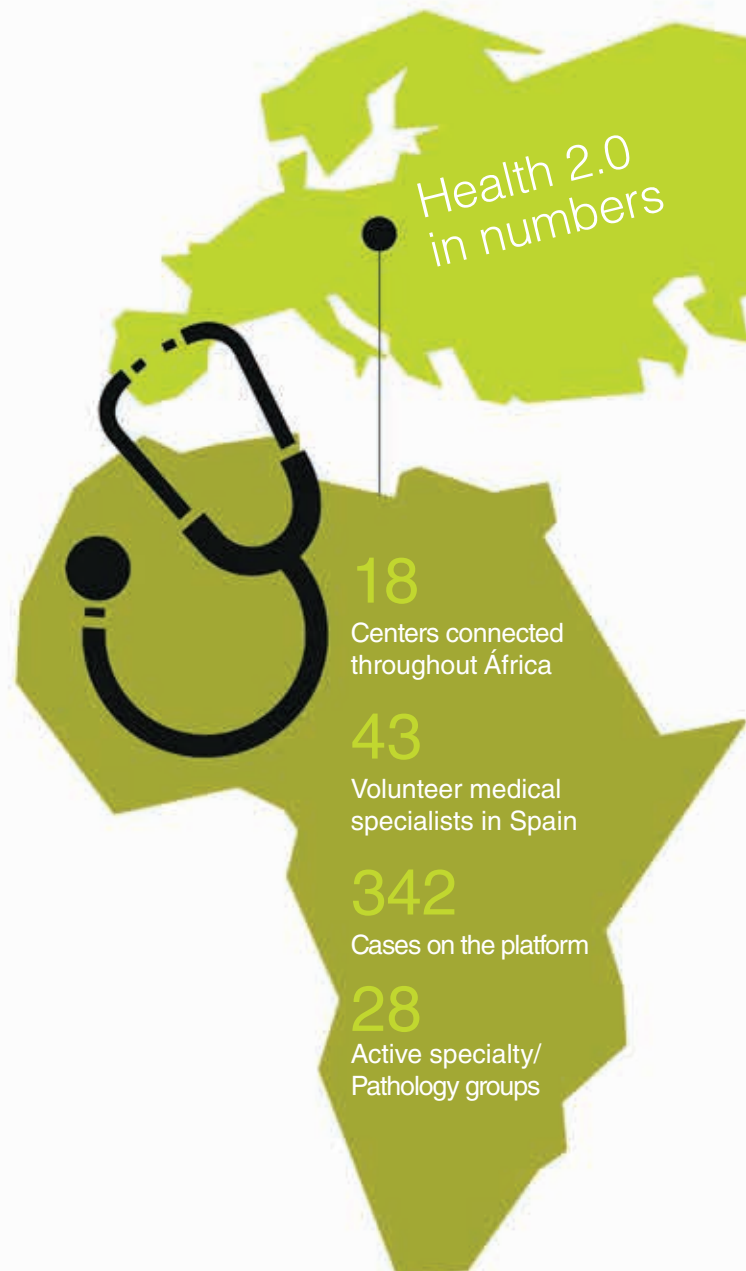 Health 2.0
in numbers
18
Centers connected
throughout África
43
Volunteer medical
specialists in Spain
342
Cases on the platform
28
Active specialty/
Pathology groups